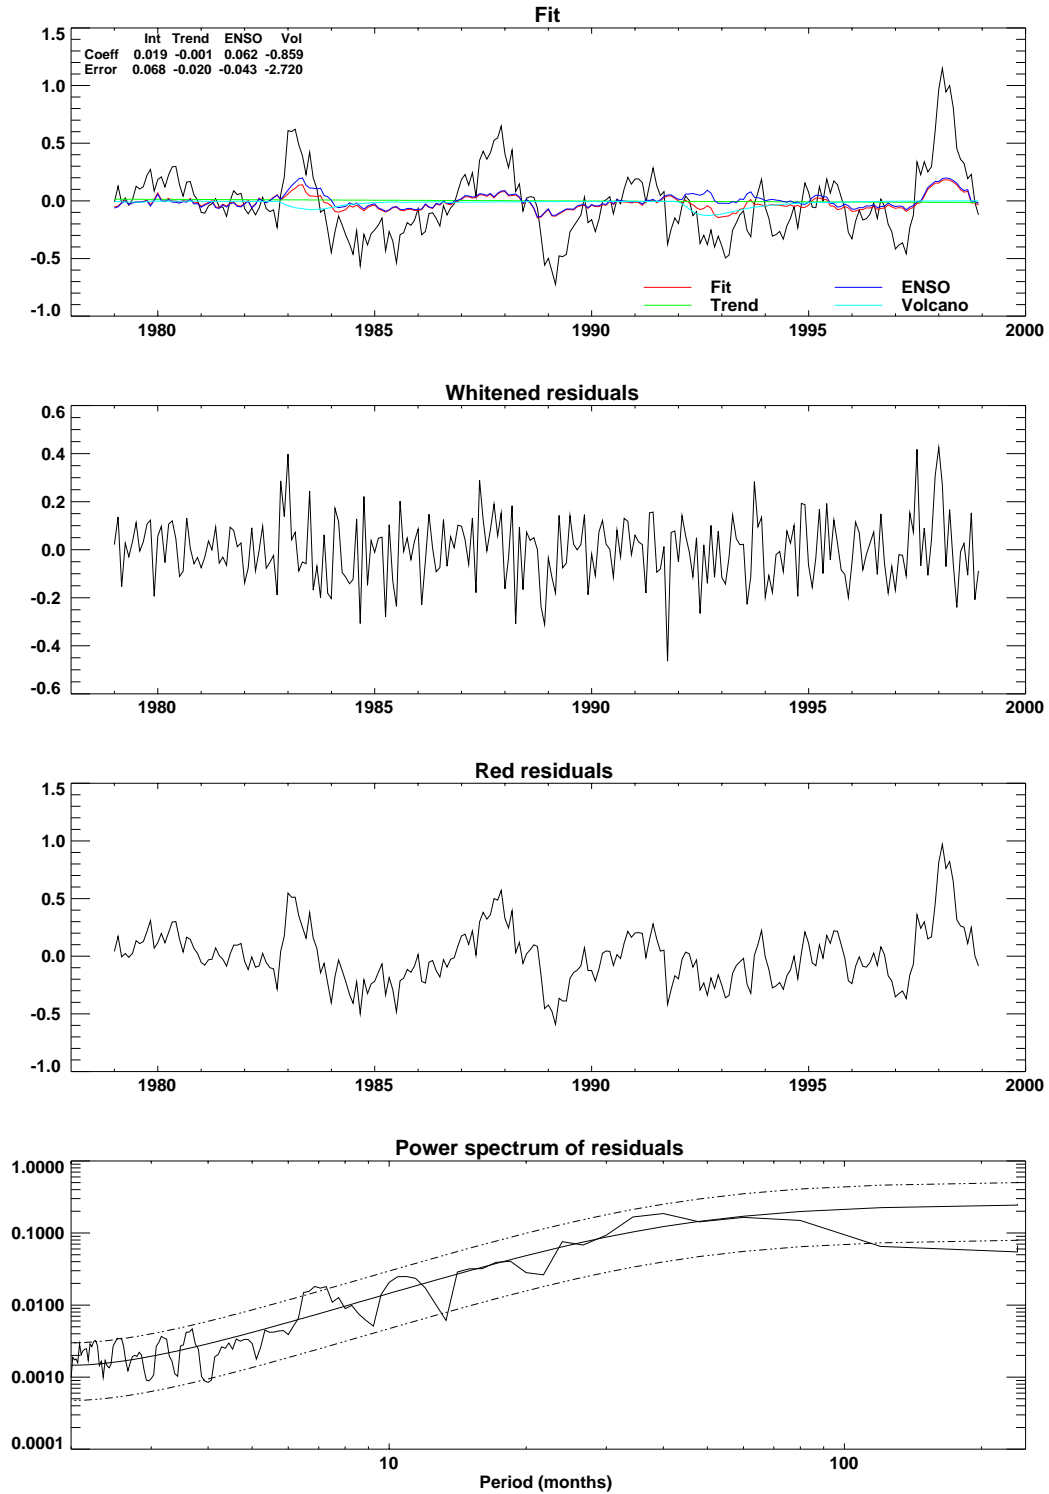 Fit
Int Trend ENSO Vol
Coeff 0.019 -0.001 0.062 -0.859
Error 0.068 -0.020 -0.043 -2.720
1.5
1.0
0.5
0.0
-0.5
-1.0
Fit ENSO
Trend Volcano
1980 1985 1990 1995 2000
Whitened residuals
0.6
0.4
0.2
0.0
-0.2
-0.4
-0.6
1980 1985 1990 1995 2000
Red residuals
1.5
1.0
0.5
0.0
-0.5
-1.0
1980 1985 1990 1995 2000
Power spectrum of residuals
1.0000
0.1000
0.0100
0.0010
0.0001
10 100
Period (months)